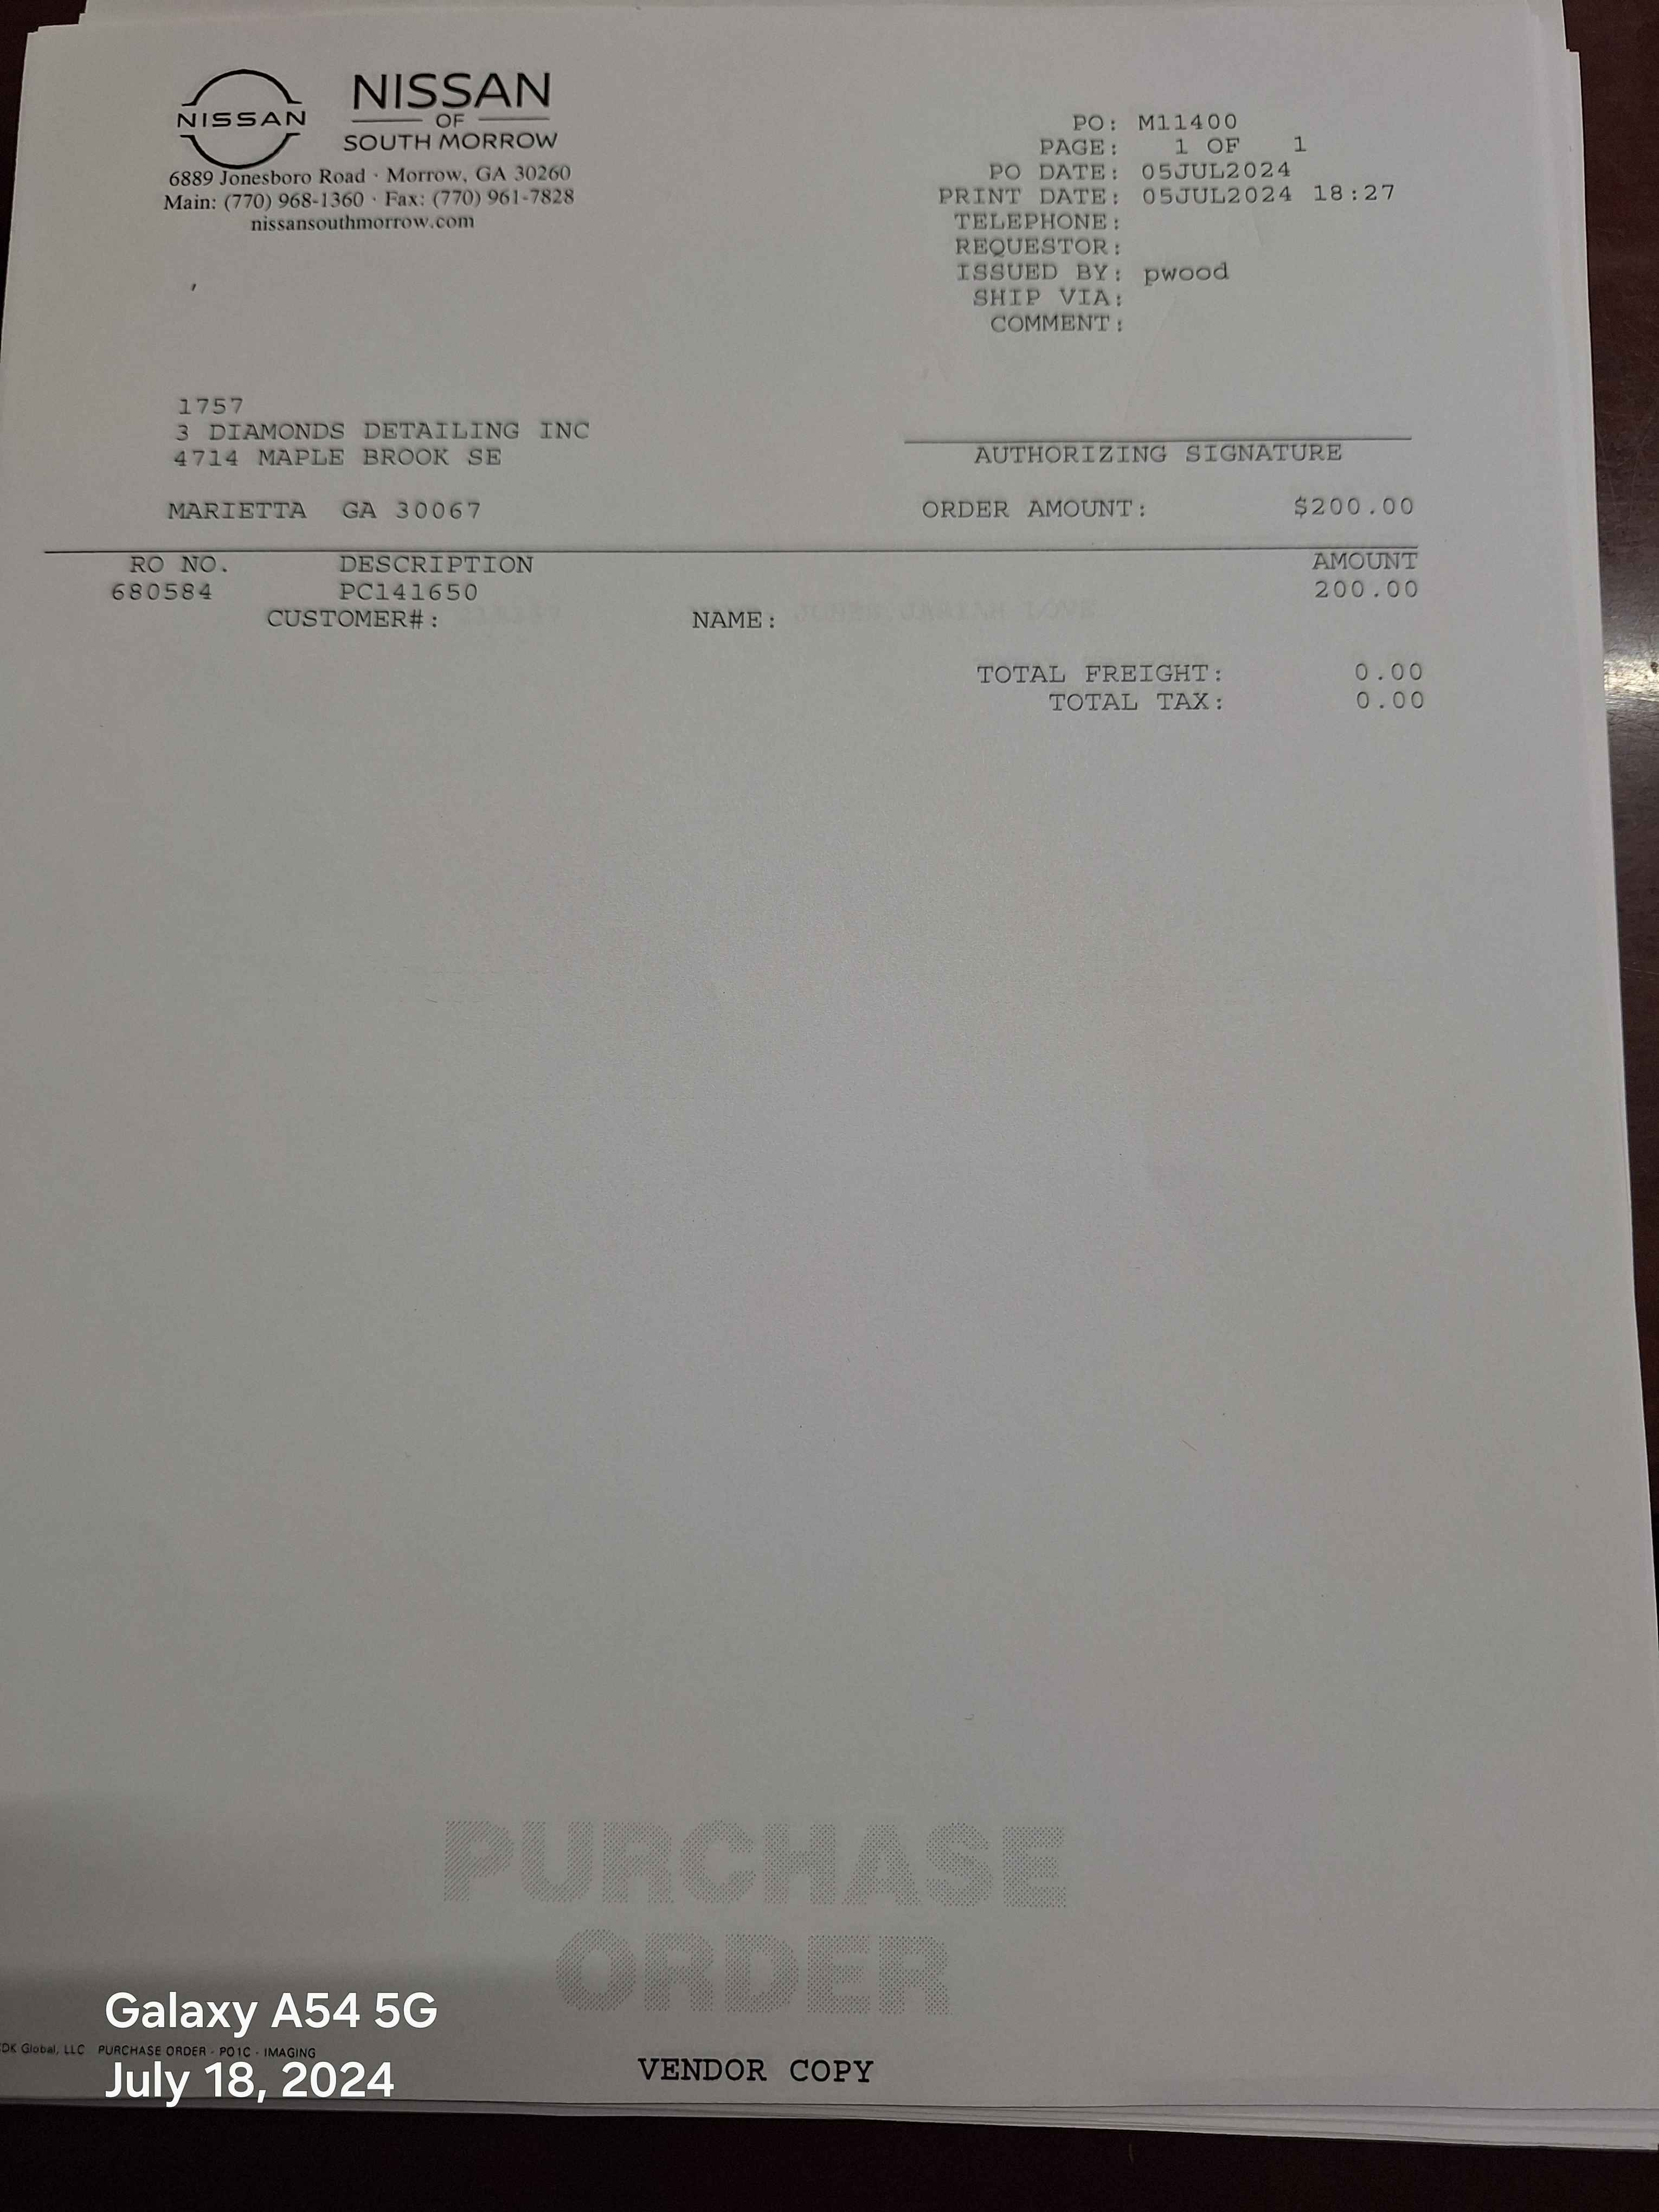 NISSAN
NISSAN
OF
SOUTH MORROW
6889 Jonesboro Road · Morrow, GA 30260
Main: (770) 968-1360 · Fax: (770) 961-7828
nissansouthmorrow.com
PO: M11400
PAGE: 1 OF 1
PO DATE: 05JUL2024
PRINT DATE: 05JUL2024 18:27
TELEPHONE:
REQUESTOR:
ISSUED BY: pwood
SHIP VIA:
COMMENT:
1757
3 DIAMONDS DETAILING INC
4714 MAPLE BROOK SE
MARIETTA GA 30067
AUTHORIZING SIGNATURE
ORDER AMOUNT: $200.00
RO NO. DESCRIPTION AMOUNT
680584 PC141650 200.00
CUSTOMER#: NAME:
TOTAL FREIGHT: 0.00
TOTAL TAX: 0.00
PURCHASE
ORDER
Galaxy A54 5G
Global, LLC PURCHASE ORDER - PO1C - IMAGING
July 18, 2024
VENDOR COPY